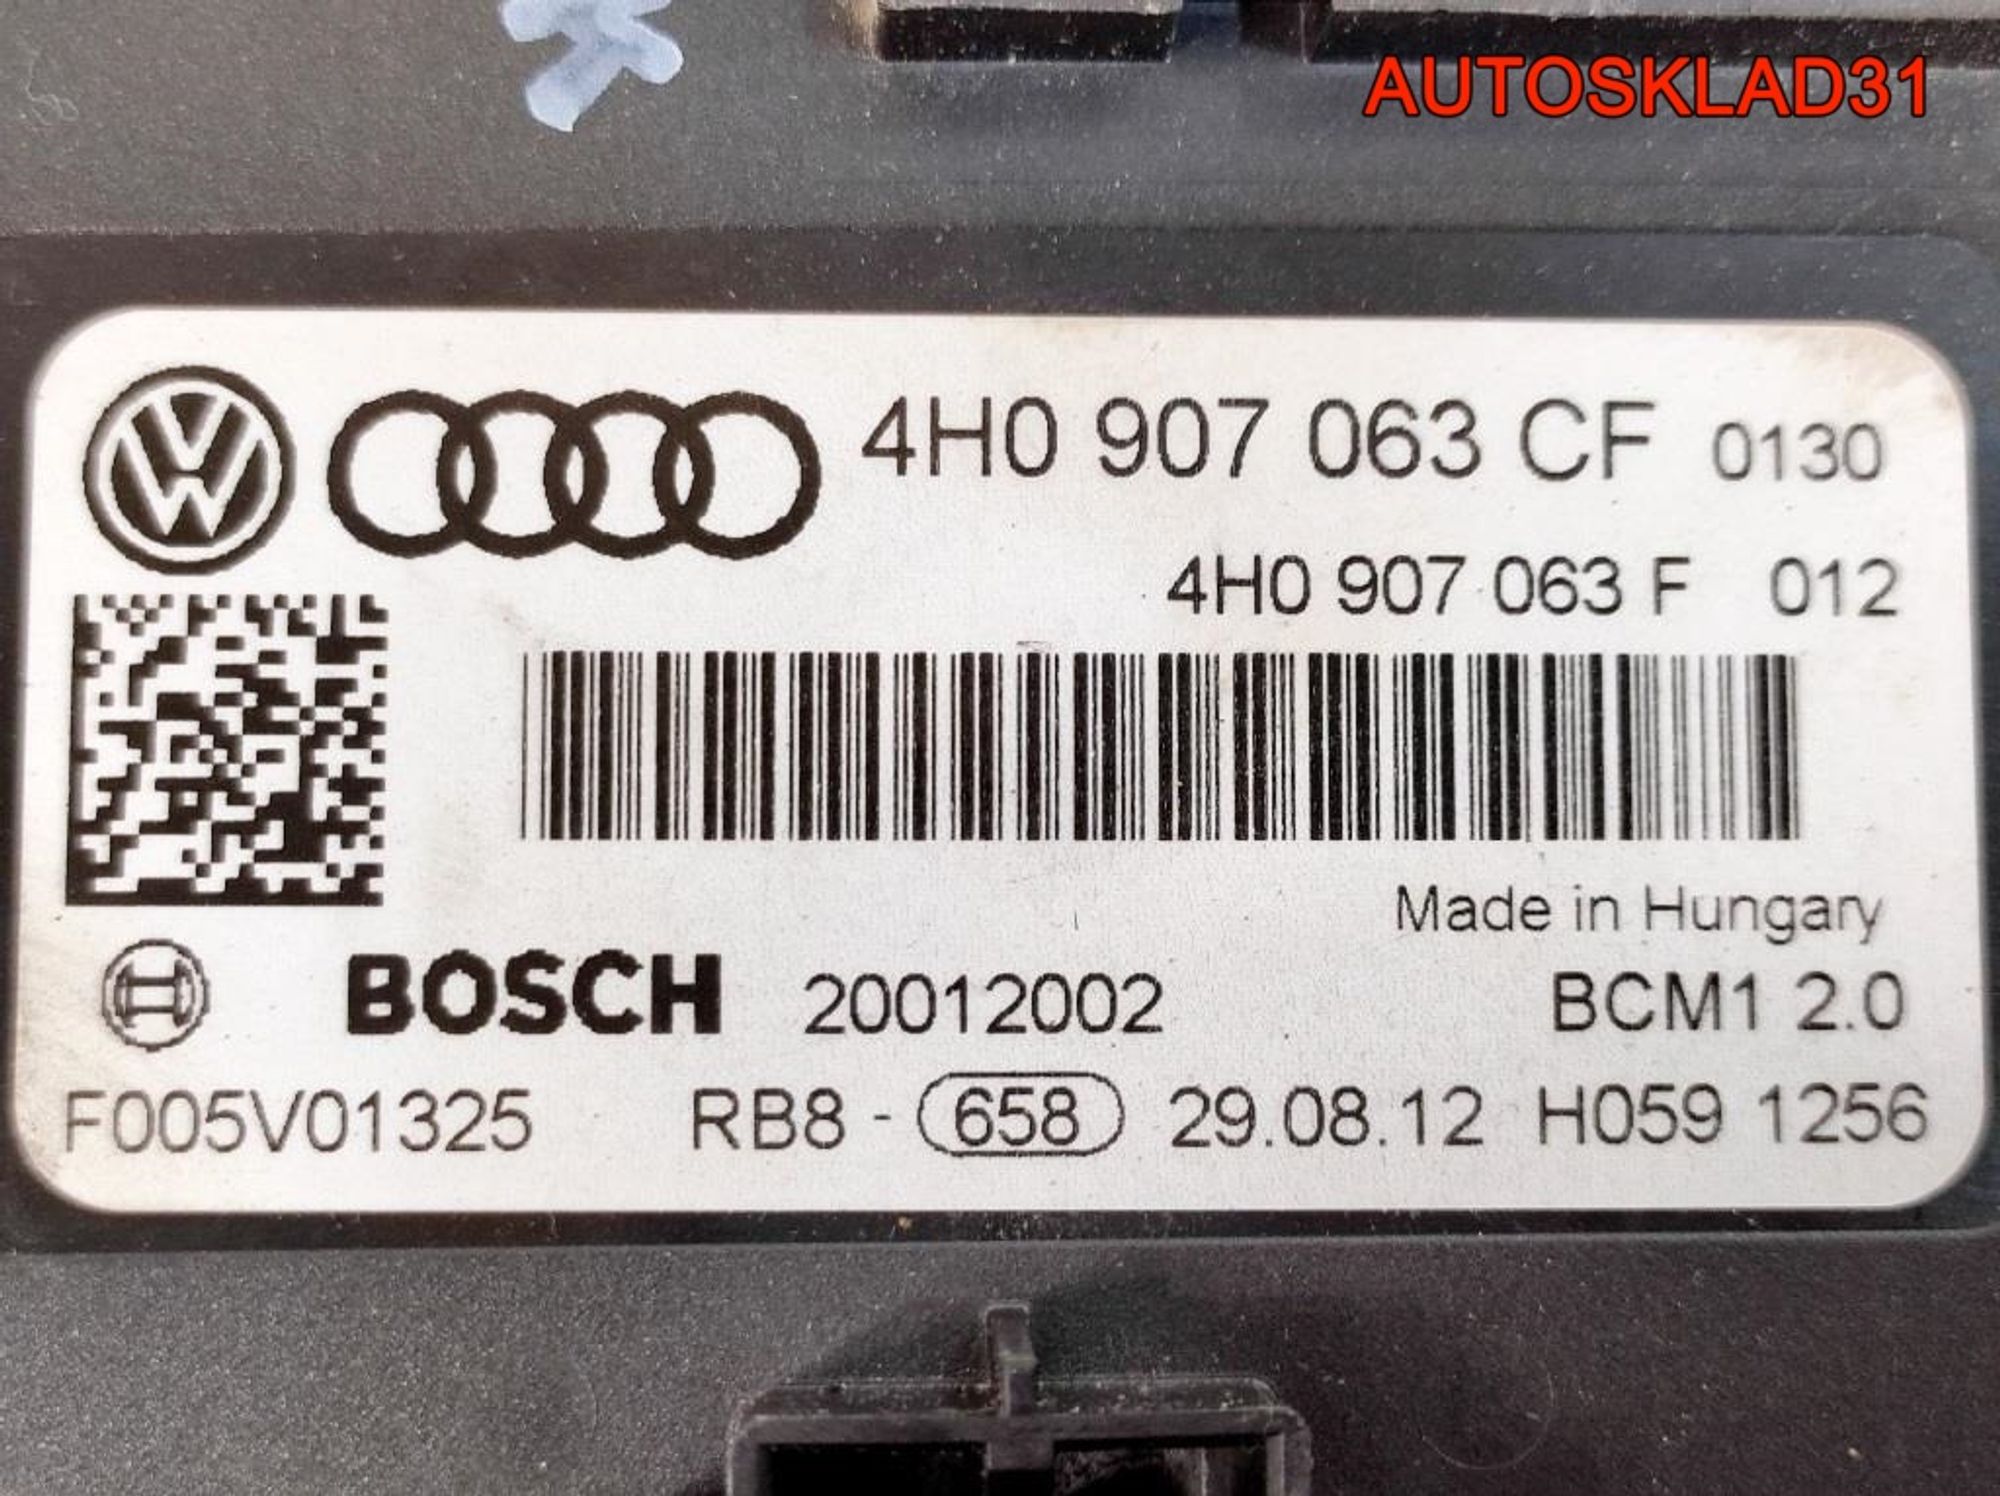 AUTOSKLAD31
4H0 907 063 CF 0130
4H0 907 063 F 012
Made in Hungary
BOSCH 20012002 BCM1 2.0
F005V01325 RB8 - 658 29.08.12 H059 1256